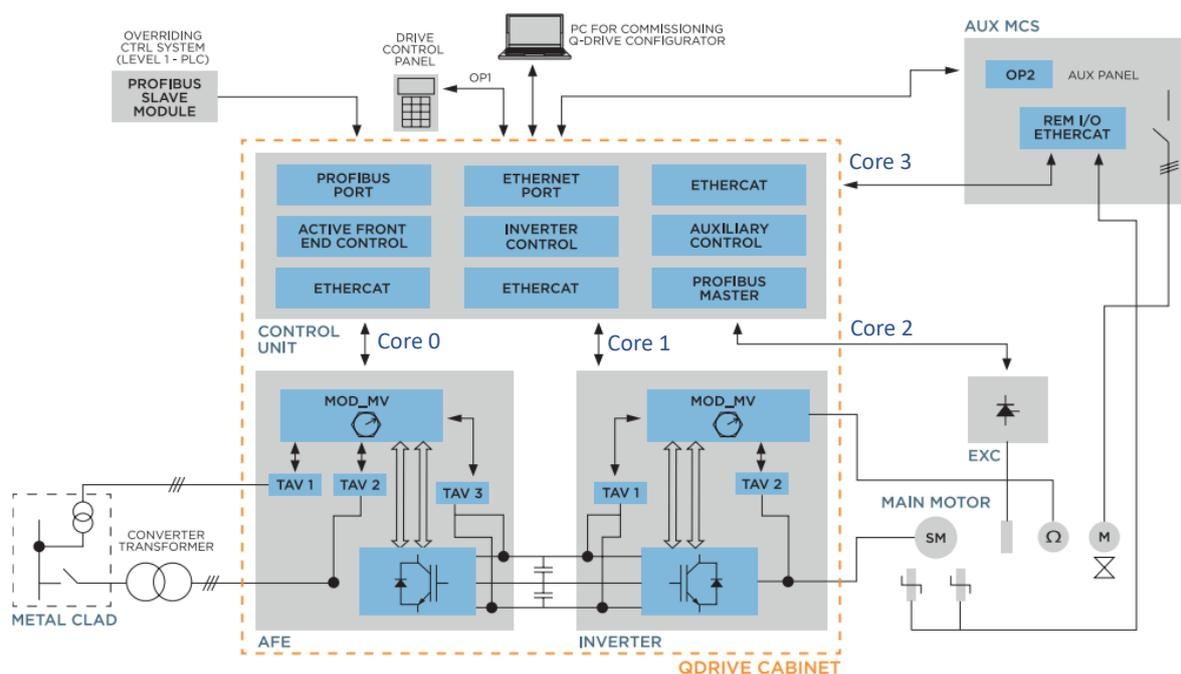 OVERRIDING
CTRL SYSTEM
(LEVEL 1 - PLC)
PROFIBUS
SLAVE
MODULE
DRIVE
CONTROL
PANEL
OP1
PC FOR COMMISSIONING
Q-DRIVE CONFIGURATOR
AUX MCS
OP2
AUX PANEL
REM I/O
ETHERCAT
Core 3
PROFIBUS
PORT
ETHERNET
PORT
ETHERCAT
ACTIVE FRONT
END CONTROL
INVERTER
CONTROL
AUXILIARY
CONTROL
ETHERCAT
ETHERCAT
PROFIBUS
MASTER
CONTROL
UNIT
Core 0
Core 1
Core 2
MOD_MV
TAV 1
TAV 2
TAV 3
MOD_MV
TAV 1
TAV 2
EXC
MAIN MOTOR
SM
Ω
M
CONVERTER
TRANSFORMER
METAL CLAD
AFE
INVERTER
QDRIVE CABINET